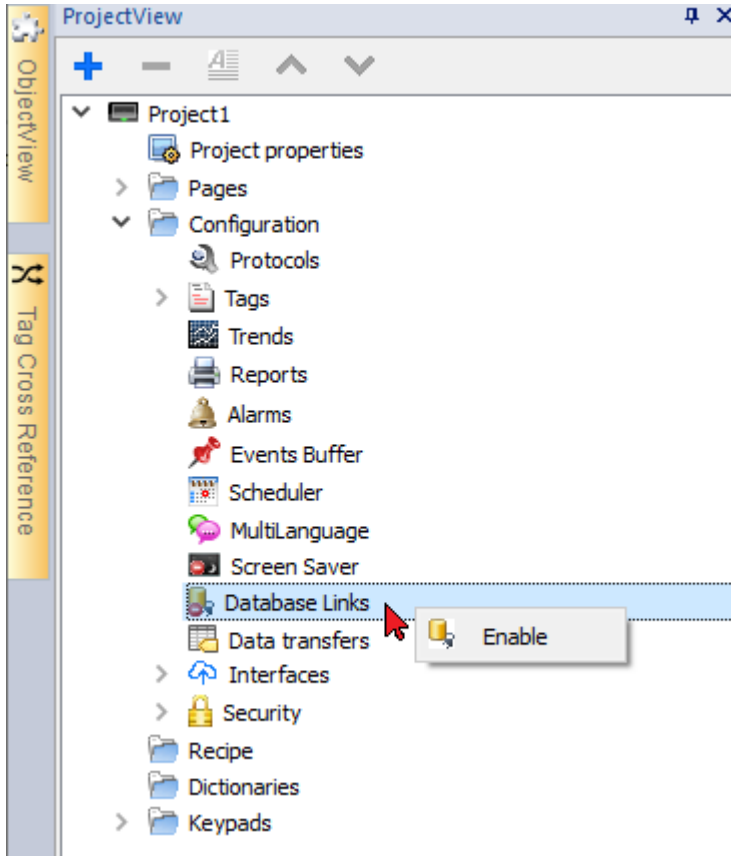 ProjectView
ObjectView
Tag Cross Reference
Project1
Project properties
Pages
Configuration
Protocols
Tags
Trends
Reports
Alarms
Events Buffer
Scheduler
MultiLanguage
Screen Saver
Database Links
Enable
Data transfers
Interfaces
Security
Recipe
Dictionaries
Keypads